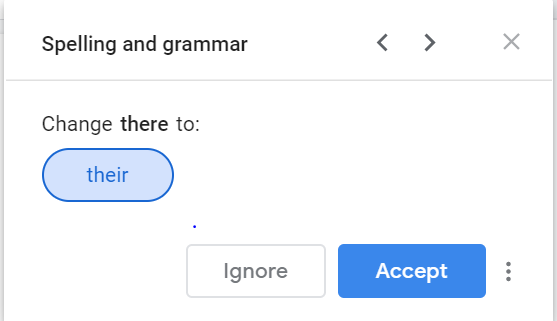 Spelling and grammar
Change there to:
their
Ignore Accept